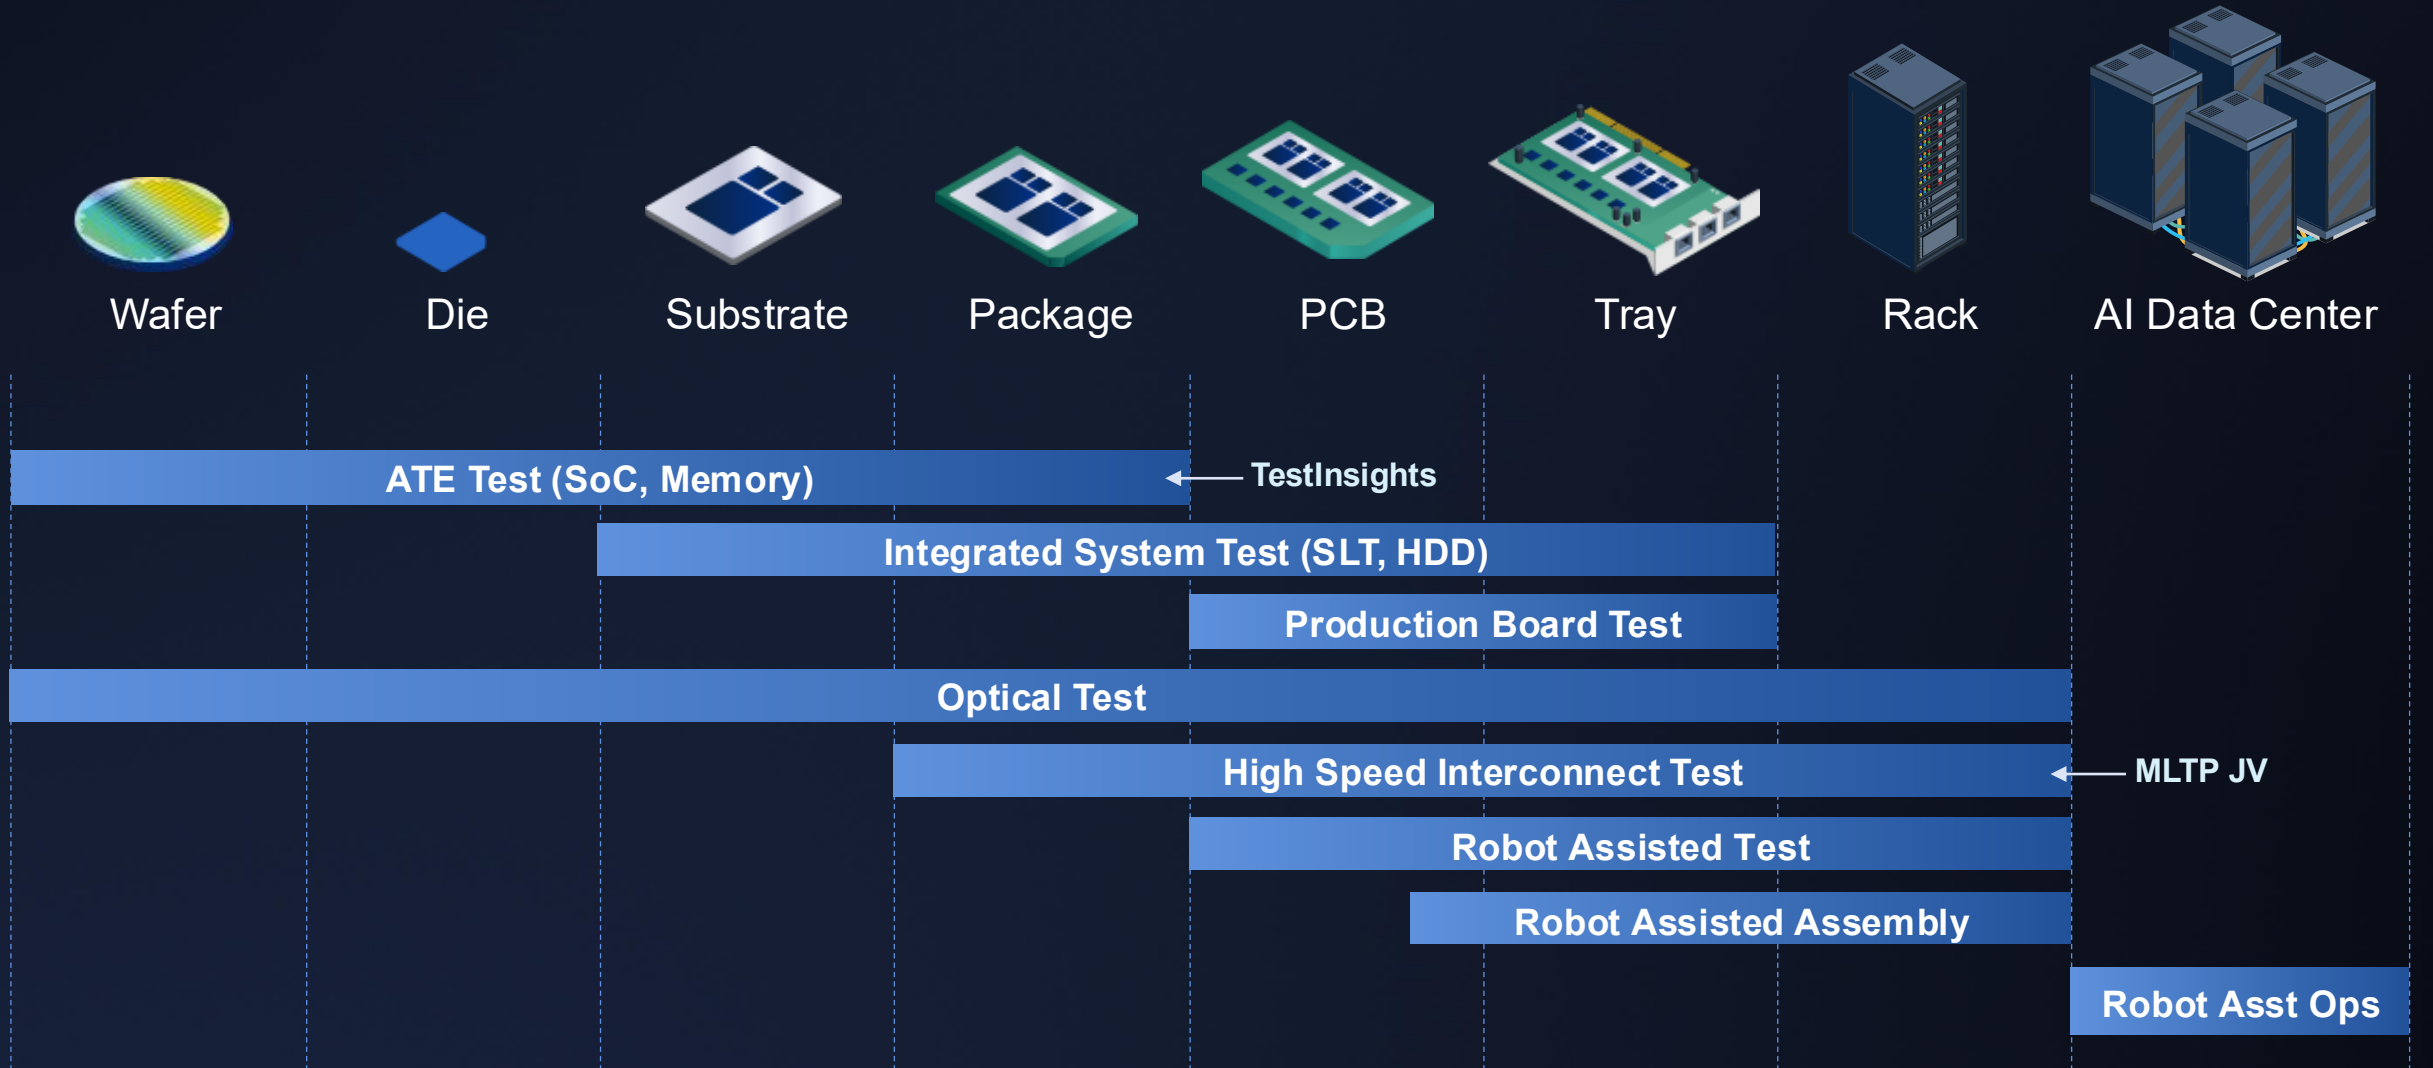 Wafer
Die
Substrate
Package
PCB
Tray
Rack
AI Data Center
ATE Test (SoC, Memory)
TestInsights
Integrated System Test (SLT, HDD)
Production Board Test
Optical Test
High Speed Interconnect Test
MLTP JV
Robot Assisted Test
Robot Assisted Assembly
Robot Asst Ops